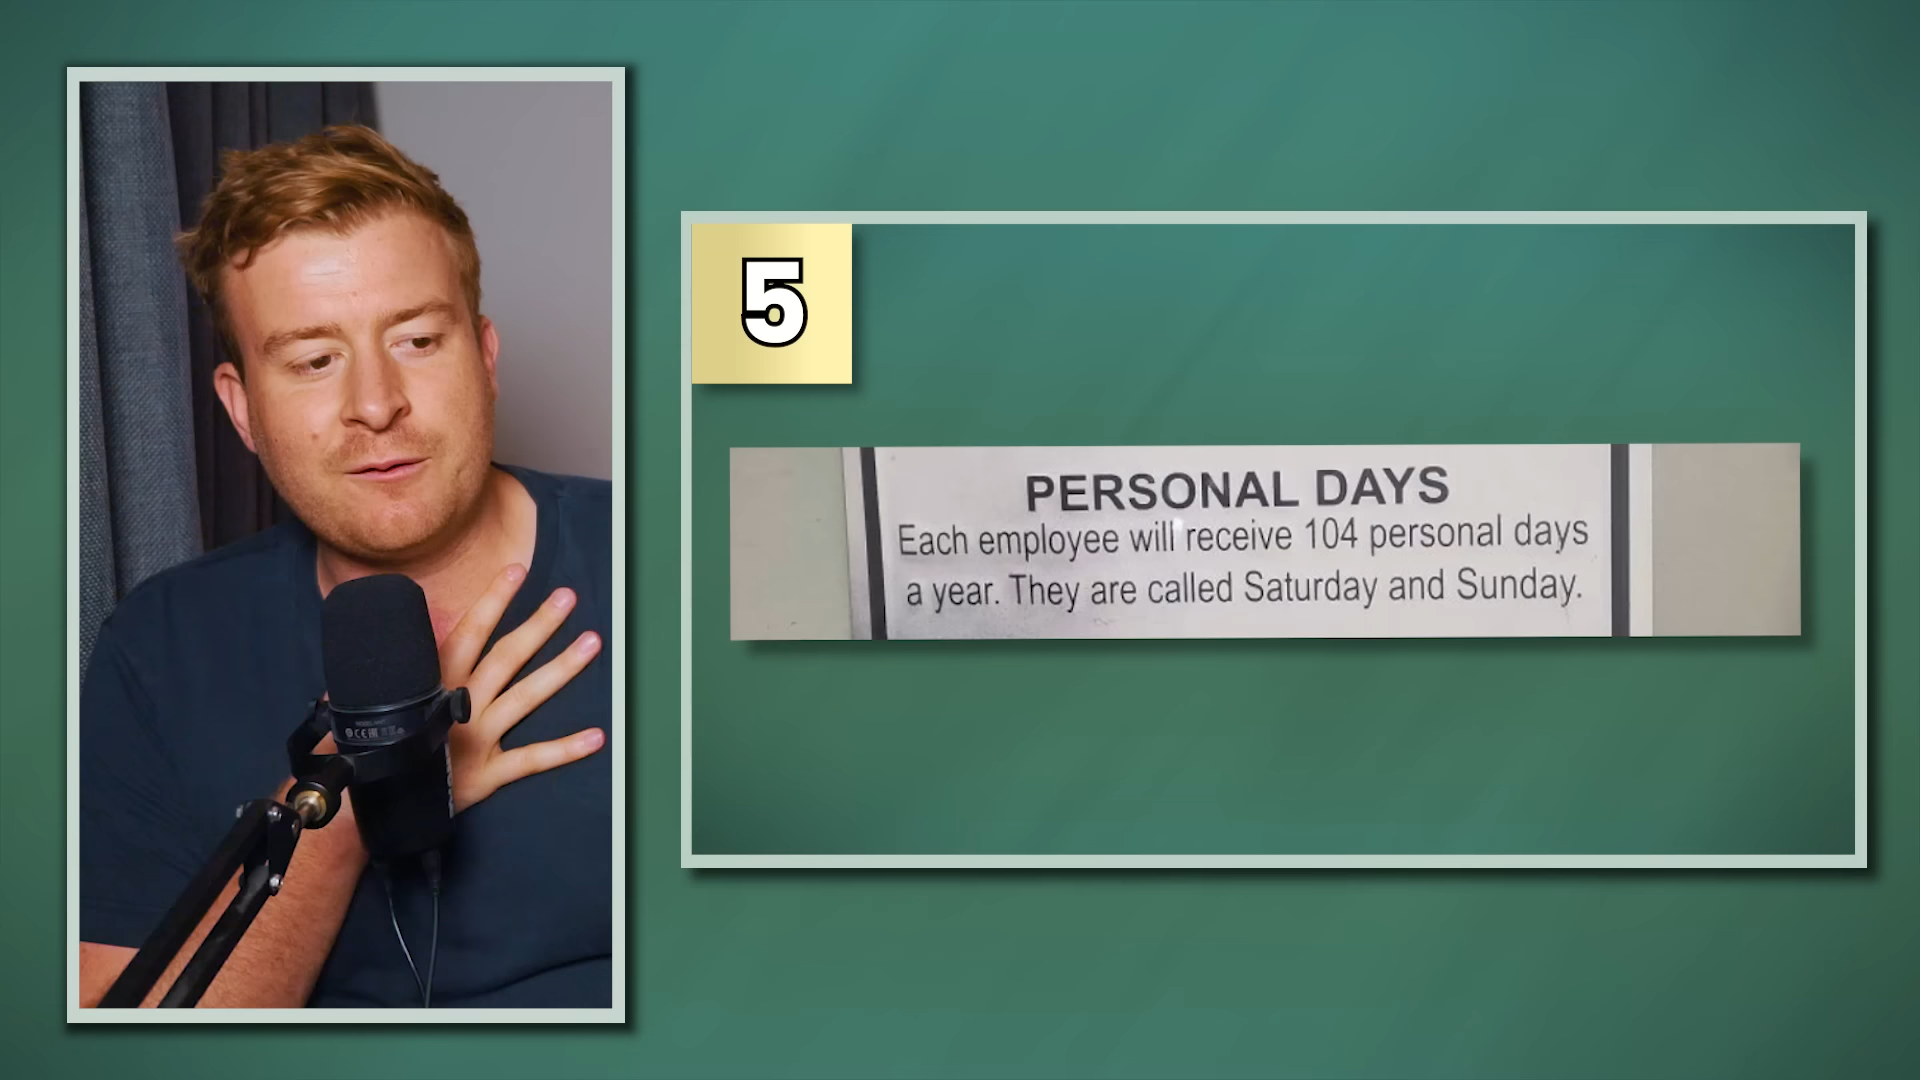 5
PERSONAL DAYS
Each employee will receive 104 personal days
a year. They are called Saturday and Sunday.